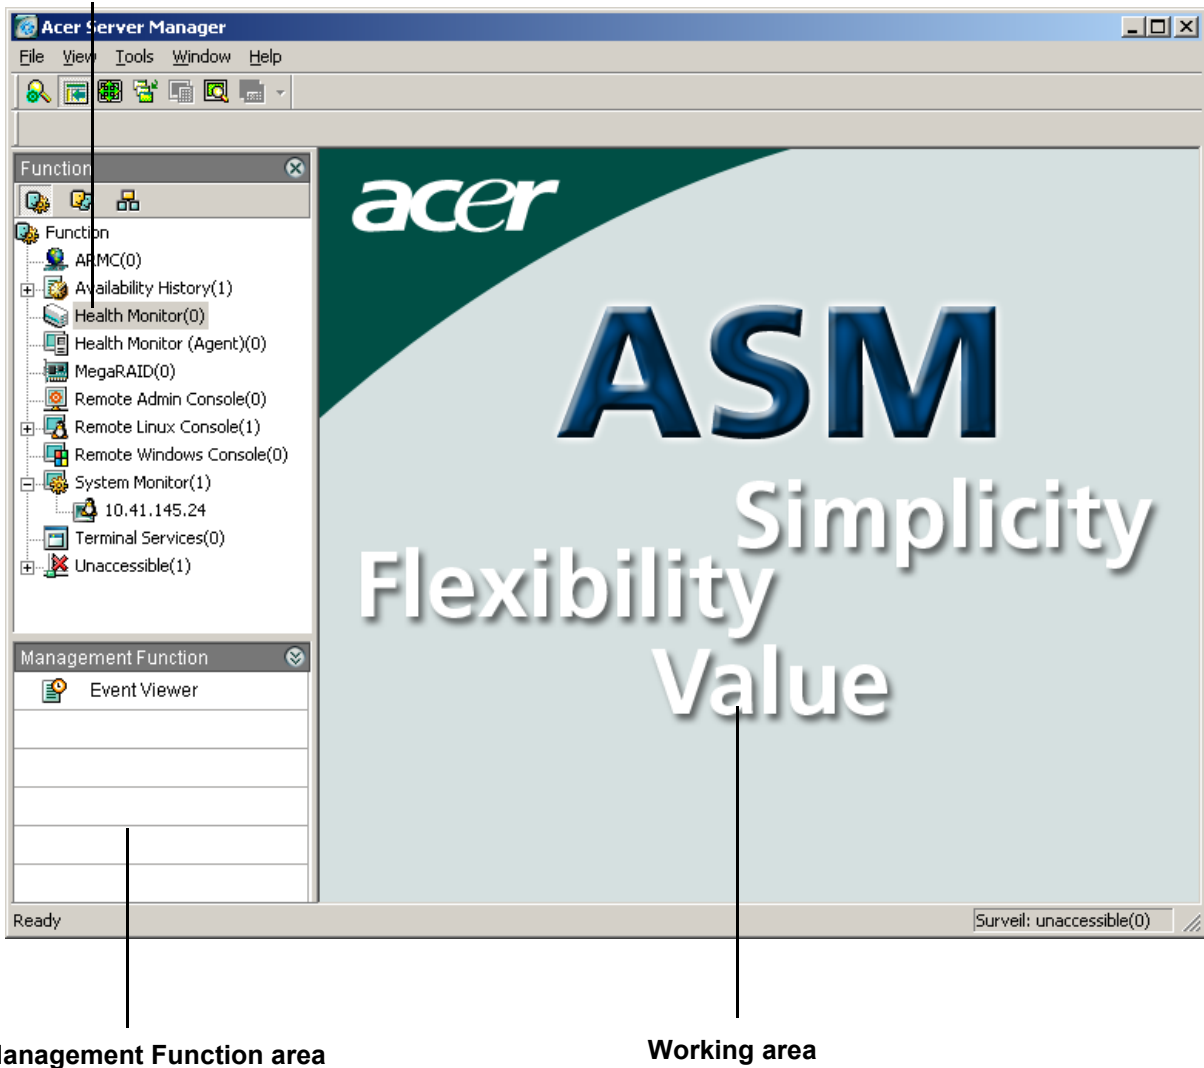 Acer Server Manager
File View Tools Window Help
Function
Function
ARMC(0)
Availability History(1)
Health Monitor(0)
Health Monitor (Agent)(0)
MegaRAID(0)
Remote Admin Console(0)
Remote Linux Console(1)
Remote Windows Console(0)
System Monitor(1)
10.41.145.24
Terminal Services(0)
Unaccessible(1)
Management Function
Event Viewer
acer
ASM
Simplicity
Flexibility
Value
Ready
Surveil: unaccessible(0)
Management Function area
Working area